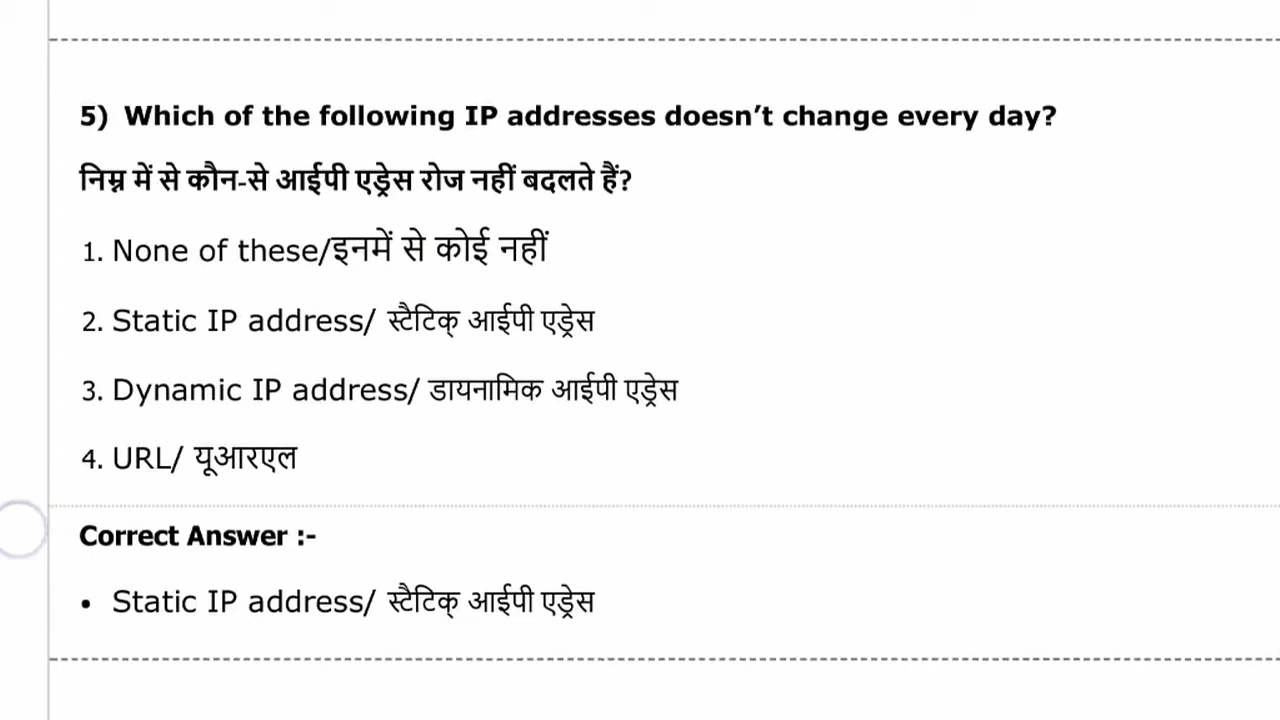 5) Which of the following IP addresses doesn’t change every day?
निम्न में से कौन-से आईपी एड्रेस रोज नहीं बदलते हैं?
1. None of these/इनमें से कोई नहीं
2. Static IP address/ स्टैटिक् आईपी एड्रेस
3. Dynamic IP address/ डायनामिक आईपी एड्रेस
4. URL/ यूआरएल
Correct Answer :-
• Static IP address/ स्टैटिक् आईपी एड्रेस